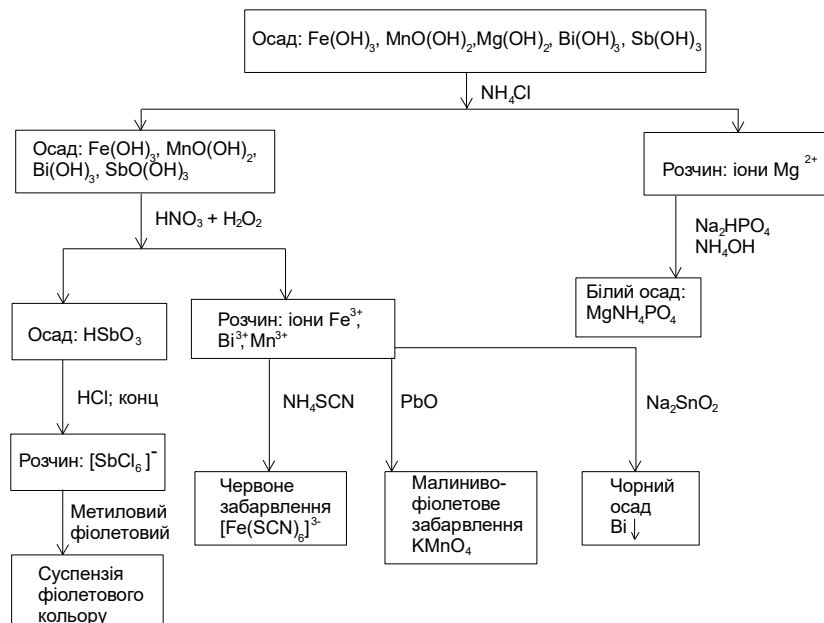 Осад: Fe(OH)₃, MnO(OH)₂,Mg(OH)₂, Bi(OH)₃, Sb(OH)₃
NH₄Cl
Осад: Fe(OH)₃, MnO(OH)₂,
Bi(OH)₃, SbO(OH)₃
Розчин: іони Mg ²⁺
HNO₃ + H₂O₂
Na₂HPO₄
NH₄OH
Осад: HSbO₃
Розчин: іони Fe³⁺,
Bi³⁺,Mn³⁺
Білий осад:
MgNH₄PO₄
HCl; конц
NH₄SCN
PbO
Na₂SnO₂
Розчин: [SbCl₆]⁻
Червоне
забарвлення
[Fe(SCN)₆]³⁻
Малиниво-
фіолетове
забарвлення
KMnO₄
Чорний
осад
Bi↓
Метиловий
фіолетовий
Суспензія
фіолетового
кольору